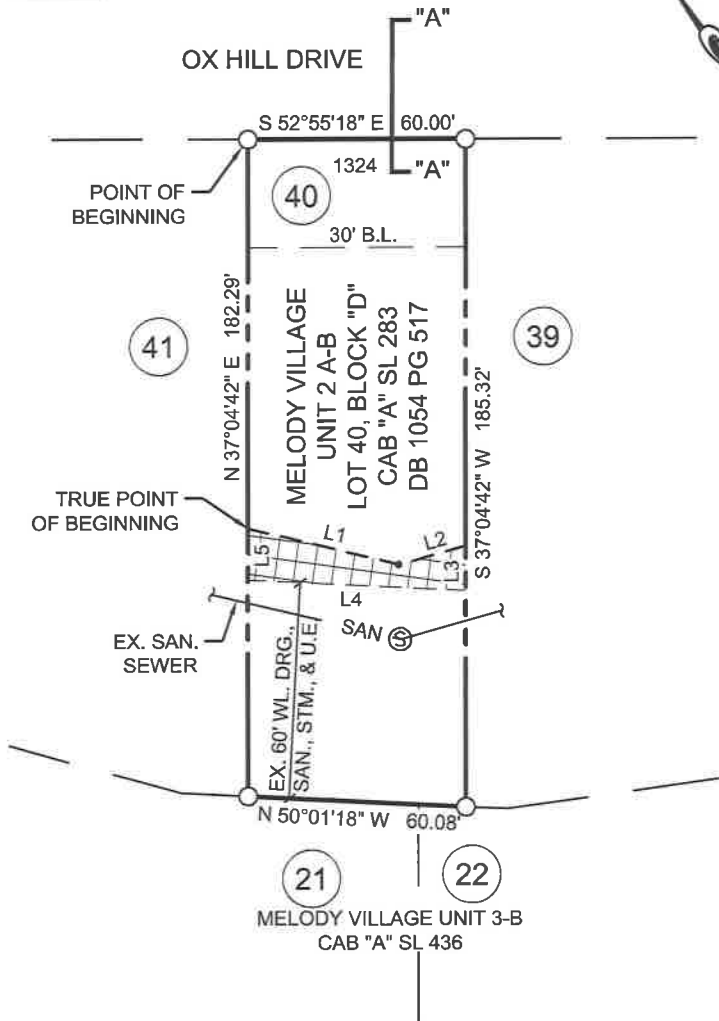 "A"
OX HILL DRIVE
S 52°55'18" E 60.00'
1324
"A"
POINT OF
BEGINNING
40
30' B.L.
41
N 37°04'42" E 182.29'
MELODY VILLAGE
UNIT 2 A-B
LOT 40, BLOCK "D"
CAB "A" SL 283
DB 1054 PG 517
39
S 37°04'42" W 185.32'
TRUE POINT
OF BEGINNING
L1
L2
L5
L3
L4
EX. SAN.
SEWER
SAN S
EX. 60' WL. DRG.,
SAN., STM., & U.E.
N 50°01'18" W 60.08'
21
22
MELODY VILLAGE UNIT 3-B
CAB "A" SL 436